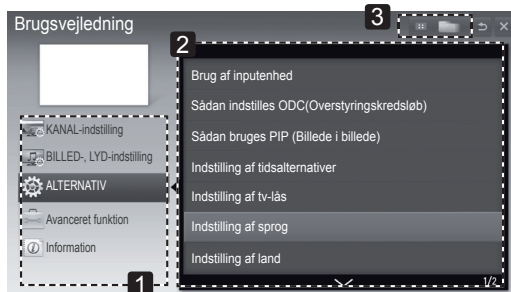 Brugsvejledning
3
2
KANAL-indstilling
BILLED-, LYD-indstilling
ALTERNATIV
Avanceret funktion
Information
1
Brug af inputenhed
Sådan indstilles ODC(Overstyringskredsløb)
Sådan bruges PIP (Billede i billede)
Indstilling af tidsalternativer
Indstilling af tv-lås
Indstilling af sprog
Indstilling af land
1/2